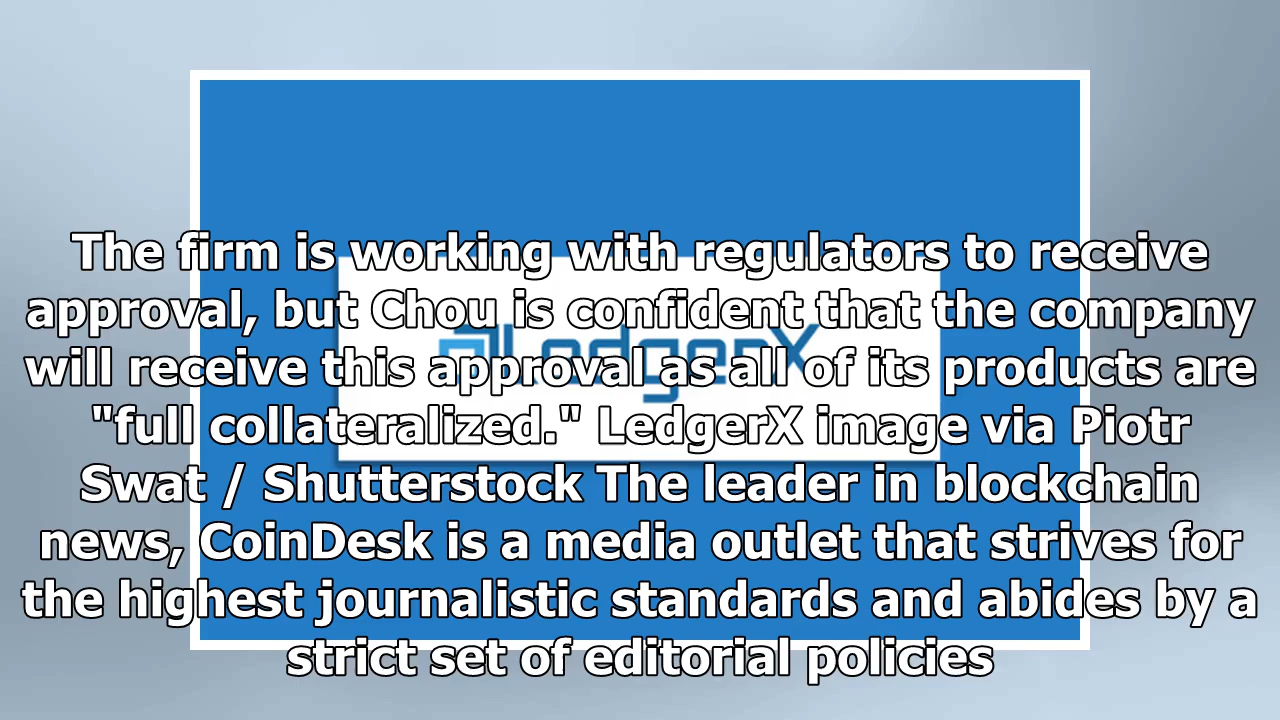 The firm is working with regulators to receive
approval, but Chou is confident that the company
will receive this approval as all of its products are
"full collateralized." LedgerX image via Piotr
Swat / Shutterstock The leader in blockchain
news, CoinDesk is a media outlet that strives for
the highest journalistic standards and abides by a
strict set of editorial policies
LedgerX